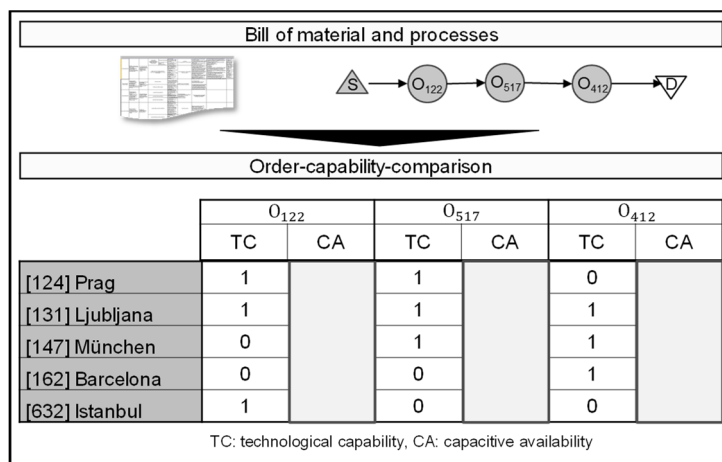 Bill of material and processes
S O122 O517 O412 D
Order-capability-comparison
O122 O517 O412
TC CA TC CA TC CA
[124] Prag 1 1 0
[131] Ljubljana 1 1 1
[147] München 0 1 1
[162] Barcelona 0 0 1
[632] Istanbul 1 0 0
TC: technological capability, CA: capacitive availability